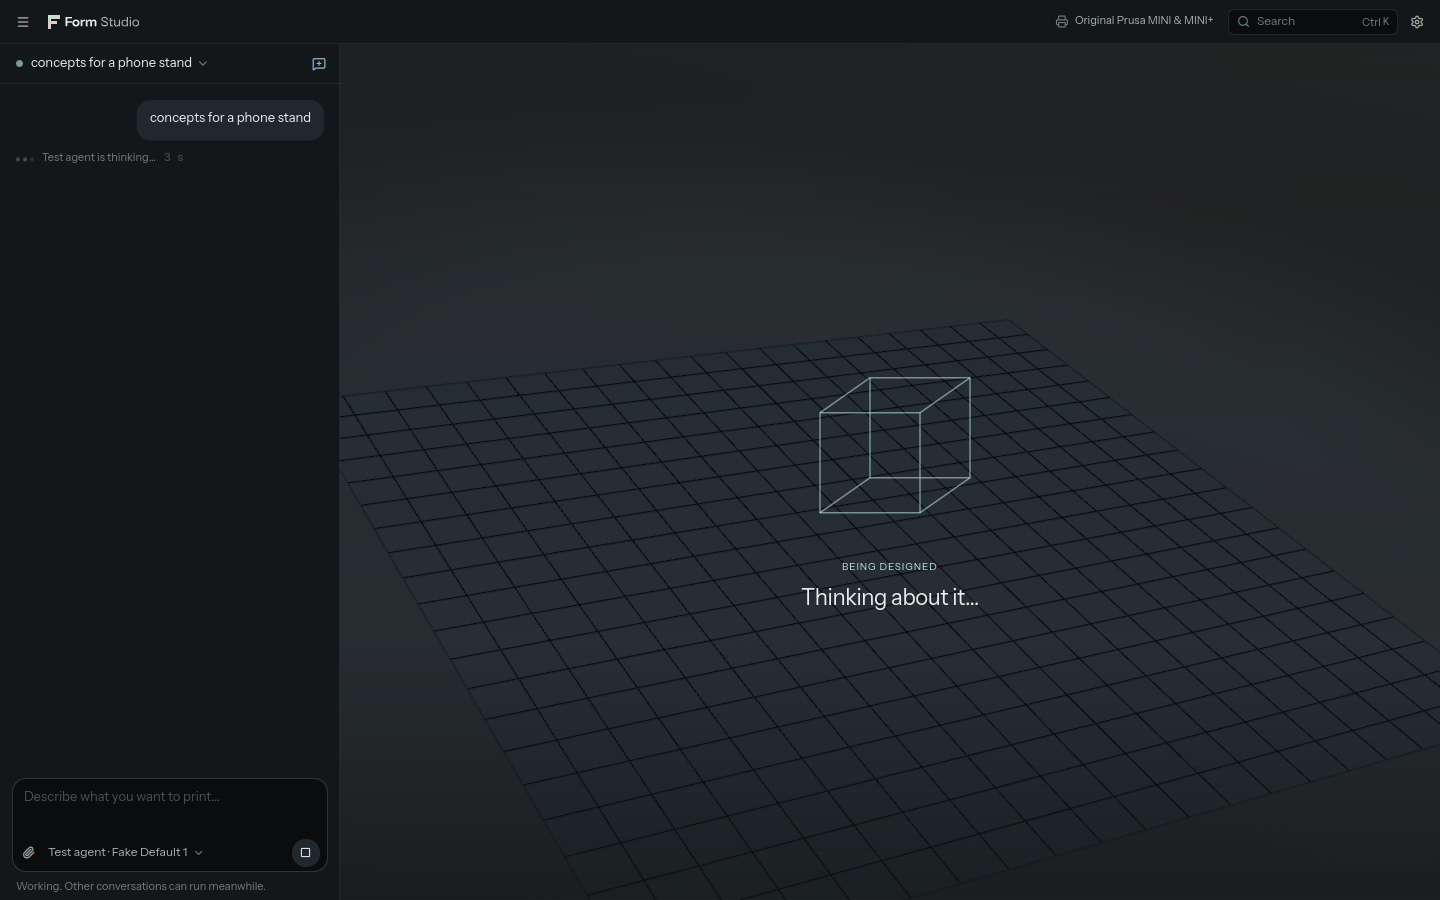 Form Studio
Original Prusa MINI & MINI+
Search
Ctrl K
concepts for a phone stand
concepts for a phone stand
Test agent is thinking... 3 s
BEING DESIGNED
Thinking about it...
Describe what you want to print...
Test agent · Fake Default 1
Working. Other conversations can run meanwhile.